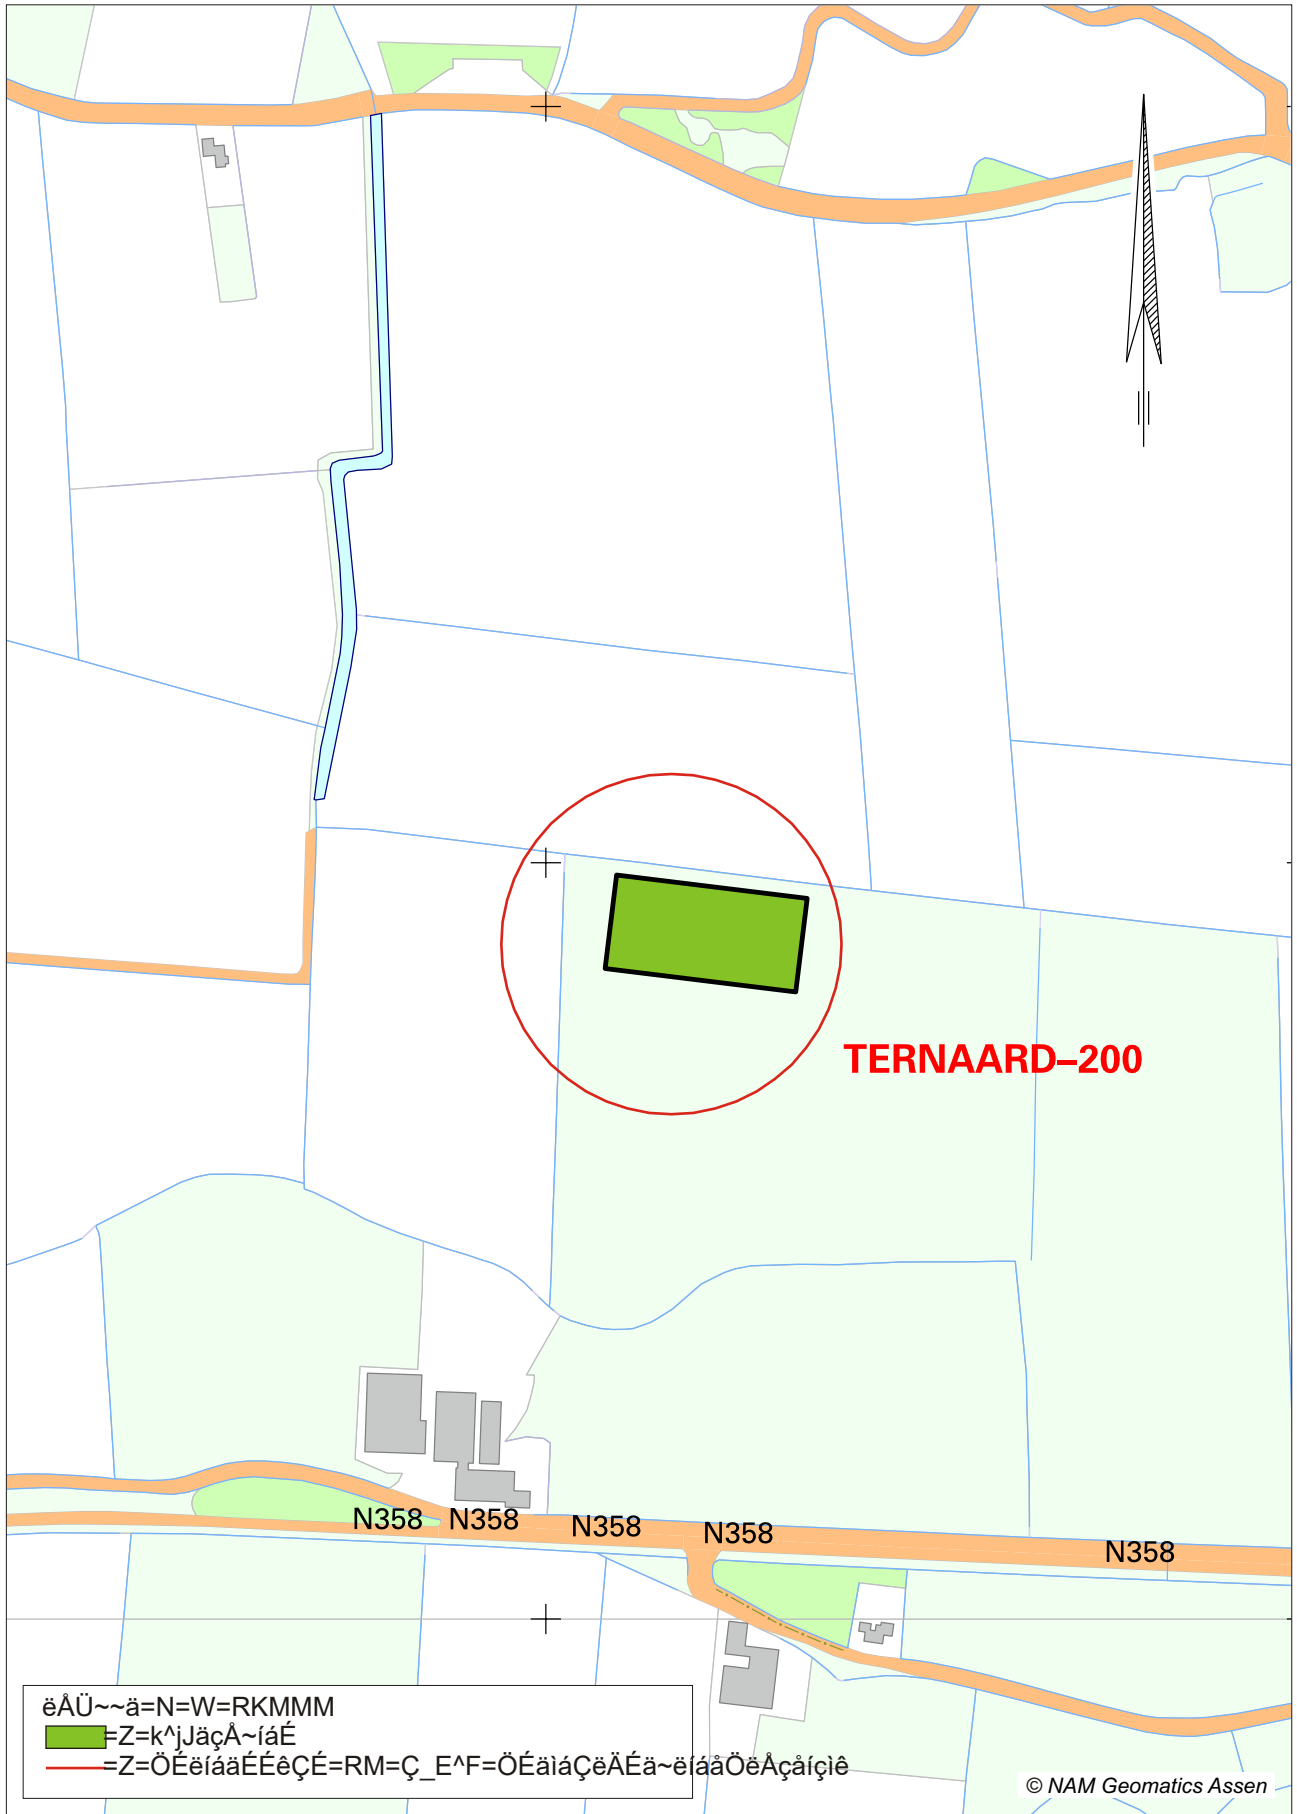 TERNAARD–200
N358 N358 N358 N358 N358
ëÅÜ~~ä=N=W=RKMMM
=Z=k^jJäçÅ~íáÉ
=Z=ÖÉëíáäÉÉêÇÉ=RM=Ç_E^F=ÖÉäìáÇëÄÉä~ëíáåÖëÅçåíçìê
© NAM Geomatics Assen